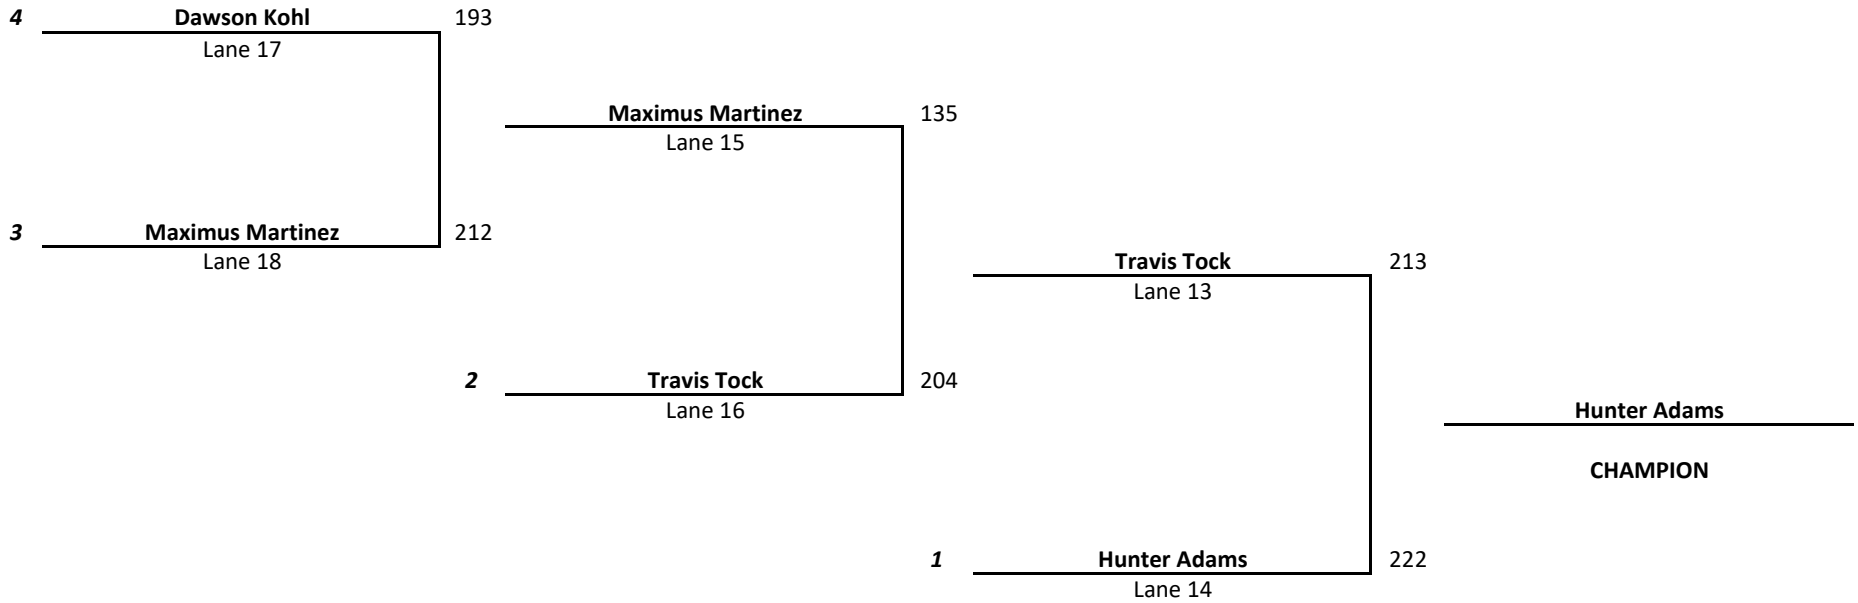 4 Dawson Kohl 193
Lane 17
Maximus Martinez 135
Lane 15
3 Maximus Martinez 212
Lane 18
Travis Tock 213
Lane 13
2 Travis Tock 204
Lane 16
Hunter Adams
CHAMPION
1 Hunter Adams 222
Lane 14